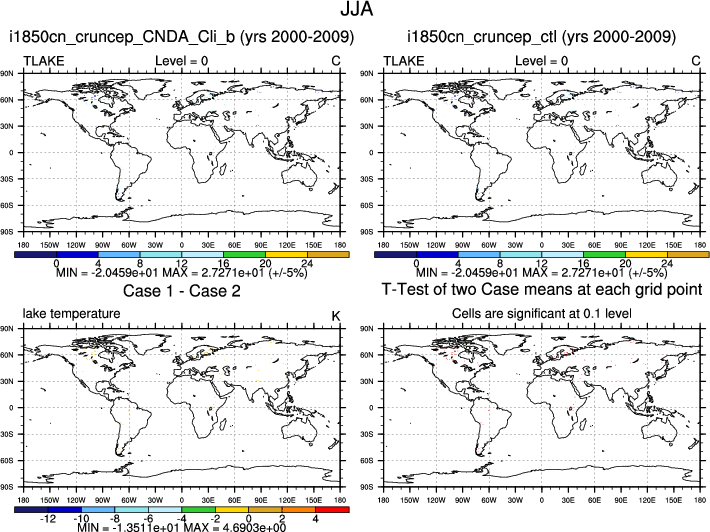 JJA
i1850cn_cruncep_CNDA_Cli_b (yrs 2000-2009)
TLAKE Level = 0 C
90N
60N
30N
0
30S
60S
90S
180 150W 120W 90W 60W 30W 0 30E 60E 90E 120E 150E 180
0 4 8 12 16 20 24
MIN = -2.0459e+01 MAX = 2.7271e+01 (+/-5%)
i1850cn_cruncep_ctl (yrs 2000-2009)
TLAKE Level = 0 C
90N
60N
30N
0
30S
60S
90S
180 150W 120W 90W 60W 30W 0 30E 60E 90E 120E 150E 180
0 4 8 12 16 20 24
MIN = -2.0459e+01 MAX = 2.7271e+01 (+/-5%)
Case 1 - Case 2
lake temperature K
90N
60N
30N
0
30S
60S
90S
180 150W 120W 90W 60W 30W 0 30E 60E 90E 120E 150E 180
-12 -10 -8 -6 -4 -2 0 2 4
MIN = -1.3511e+01 MAX = 4.6903e+00
T-Test of two Case means at each grid point
Cells are significant at 0.1 level
90N
60N
30N
0
30S
60S
90S
180 150W 120W 90W 60W 30W 0 30E 60E 90E 120E 150E 180